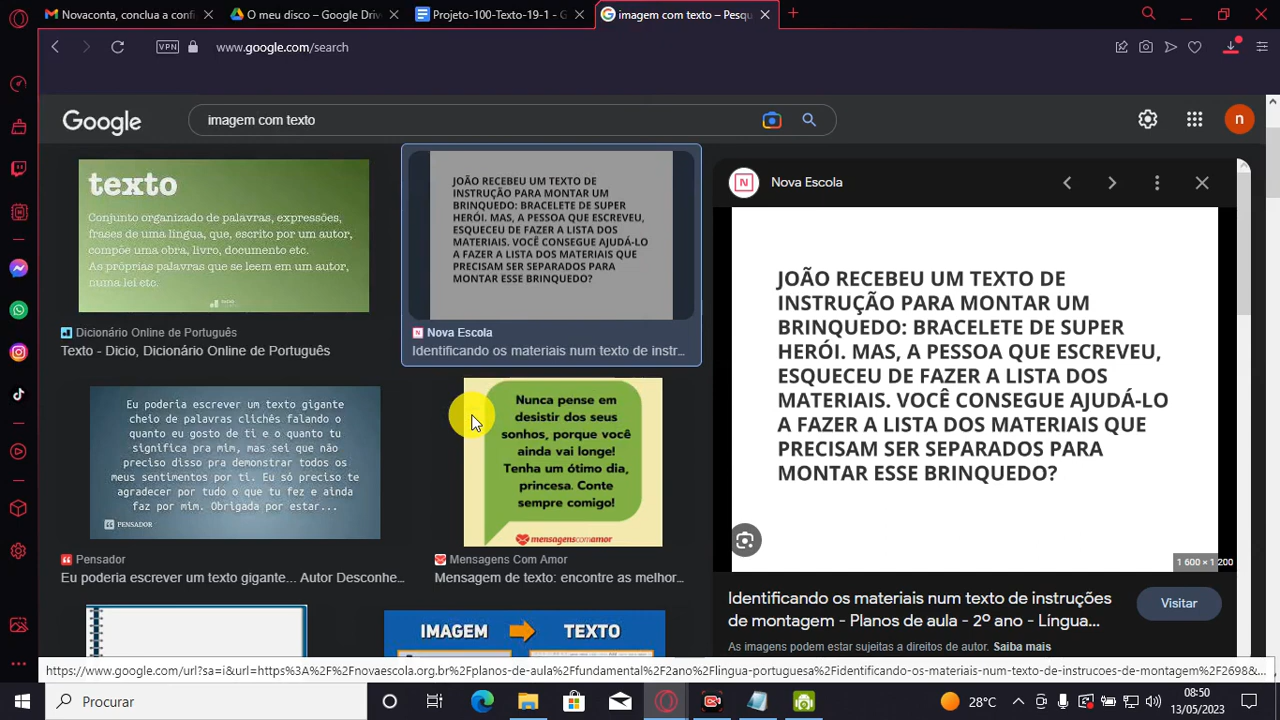 Novaconta, conclua a confi
O meu disco – Google Driv
Projeto-100-Texto-19-1 - G
imagem com texto – Pesqu
VPN
www.google.com/search
Google
imagem com texto
n
texto
Conjunto organizado de palavras, expressões,
frases de uma língua, que, escrito por um autor,
compõe uma obra, livro, documento etc.
As próprias palavras que se leem em um autor,
numa lei etc.
Dicionário Online de Português
Texto - Dicio, Dicionário Online de Português
JOÃO RECEBEU UM TEXTO DE
INSTRUÇÃO PARA MONTAR UM
BRINQUEDO: BRACELETE DE SUPER
HERÓI. MAS, A PESSOA QUE ESCREVEU,
ESQUECEU DE FAZER A LISTA DOS
MATERIAIS. VOCÊ CONSEGUE AJUDÁ-LO
A FAZER A LISTA DOS MATERIAIS QUE
PRECISAM SER SEPARADOS PARA
MONTAR ESSE BRINQUEDO?
N Nova Escola
Identificando os materiais num texto de instr...
Eu poderia escrever um texto gigante
cheio de palavras clichês falando o
quanto eu gosto de ti e o quanto tu
significa pra mim, mas sei que não
preciso disso pra demonstrar todos os
meus sentimentos por ti. Eu só preciso te
agradecer por tudo o que tu fez e ainda
faz por mim. Obrigada por estar...
PENSADOR
Pensador
Eu poderia escrever um texto gigante... Autor Desconhe...
Nunca pense em
desistir dos seus
sonhos, porque você
ainda vai longe!
Tenha um ótimo dia,
princesa. Conte
sempre comigo!
mensagenscomamor
Mensagens Com Amor
Mensagem de texto: encontre as melhor...
IMAGEM TEXTO
N Nova Escola
JOÃO RECEBEU UM TEXTO DE
INSTRUÇÃO PARA MONTAR UM
BRINQUEDO: BRACELETE DE SUPER
HERÓI. MAS, A PESSOA QUE ESCREVEU,
ESQUECEU DE FAZER A LISTA DOS
MATERIAIS. VOCÊ CONSEGUE AJUDÁ-LO
A FAZER A LISTA DOS MATERIAIS QUE
PRECISAM SER SEPARADOS PARA
MONTAR ESSE BRINQUEDO?
1 600 × 1 200
Identificando os materiais num texto de instruções
de montagem - Planos de aula - 2º ano - Língua...
Visitar
As imagens podem estar sujeitas a direitos de autor. Saiba mais
https://www.google.com/url?sa=i&url=https%3A%2F%2Fnovaescola.org.br%2Fplanos-de-aula%2Ffundamental%2F2ano%2Flingua-portuguesa%2Fidentificando-os-materiais-num-texto-de-instrucoes-de-montagem%2F2698&...
Procurar
28°C
08:50
13/05/2023